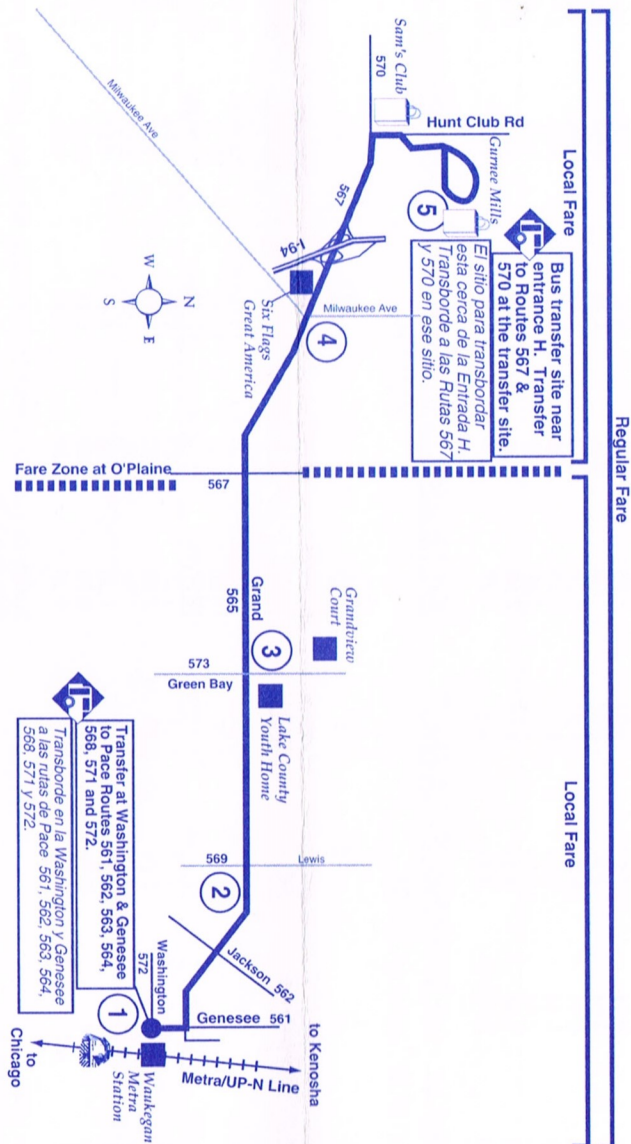 Regular Fare
Local Fare
Local Fare
Sam's Club
570
Hunt Club Rd
Gurnee Mills
5
Bus transfer site near
entrance H. Transfer
to Routes 567 &
570 at the transfer site.
El sitio para transbordar
esta cerca de la Entrada H.
Transborde a las Rutas 567
y 570 en ese sitio.
567
I-94
Milwaukee Ave
Milwaukee Ave
4
Six Flags
Great America
N
W
E
S
Fare Zone at O'Plaine
567
Grand
565
3
Grandview
Court
573
Green Bay
Lake County
Youth Home
569
Lewis
2
Jackson 562
Genesee 561
Washington
572
1
Transfer at Washington & Genesee
to Pace Routes 561, 562, 563, 564,
568, 571 and 572.
Transborde en la Washington y Genesee
a las rutas de Pace 561, 562, 563, 564,
568, 571 y 572.
to Kenosha
Metra/UP-N Line
Waukegan
Metra
Station
to
Chicago